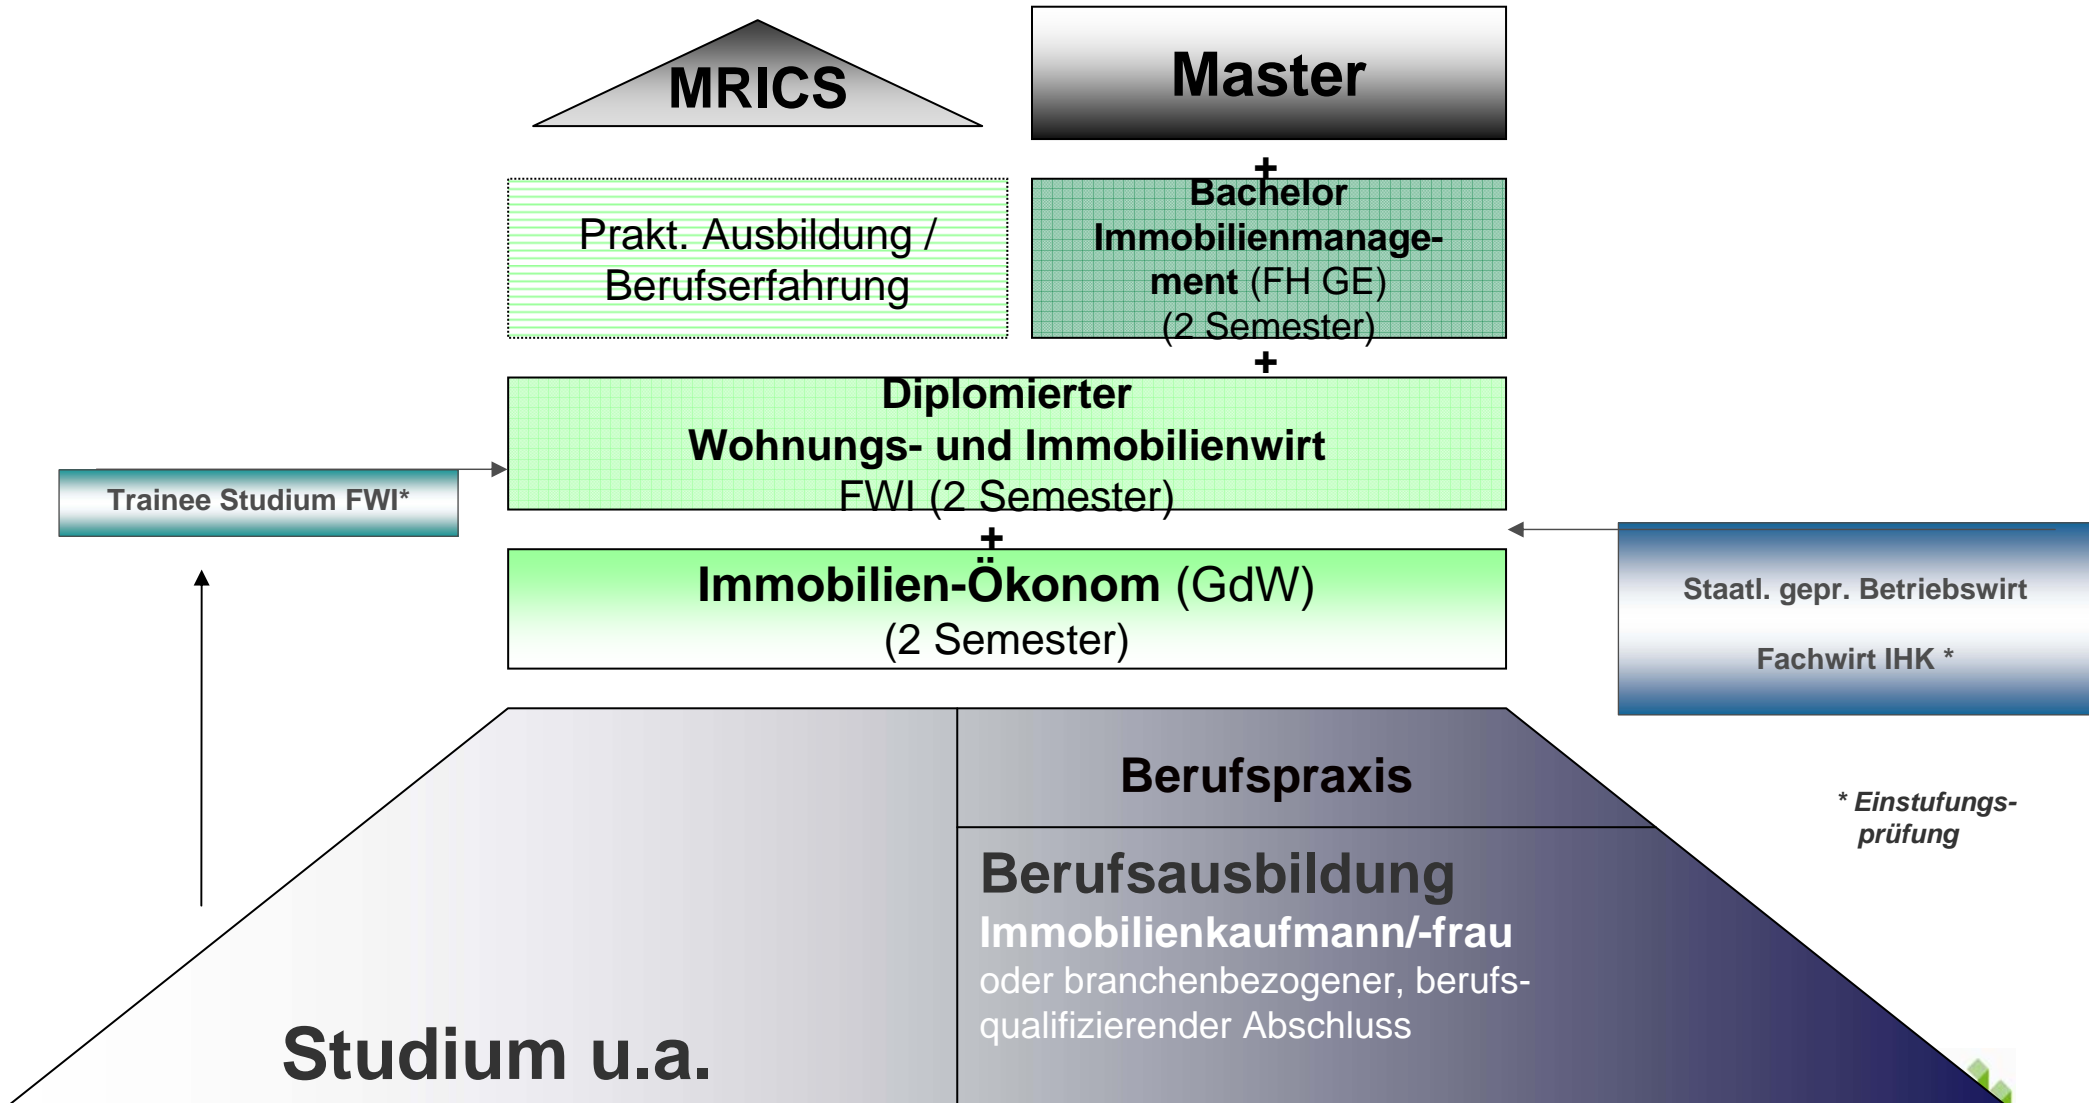 MRICS
Master
+
Prakt. Ausbildung /
Berufserfahrung
Bachelor
Immobilienmanage-
ment (FH GE)
(2 Semester)
+
Diplomierter
Wohnungs- und Immobilienwirt
FWI (2 Semester)
Trainee Studium FWI*
+
Immobilien-Ökonom (GdW)
(2 Semester)
Staatl. gepr. Betriebswirt
Fachwirt IHK *
Berufspraxis
* Einstufungs-
prüfung
Berufsausbildung
Immobilienkaufmann/-frau
oder branchenbezogener, berufs-
qualifizierender Abschluss
Studium u.a.